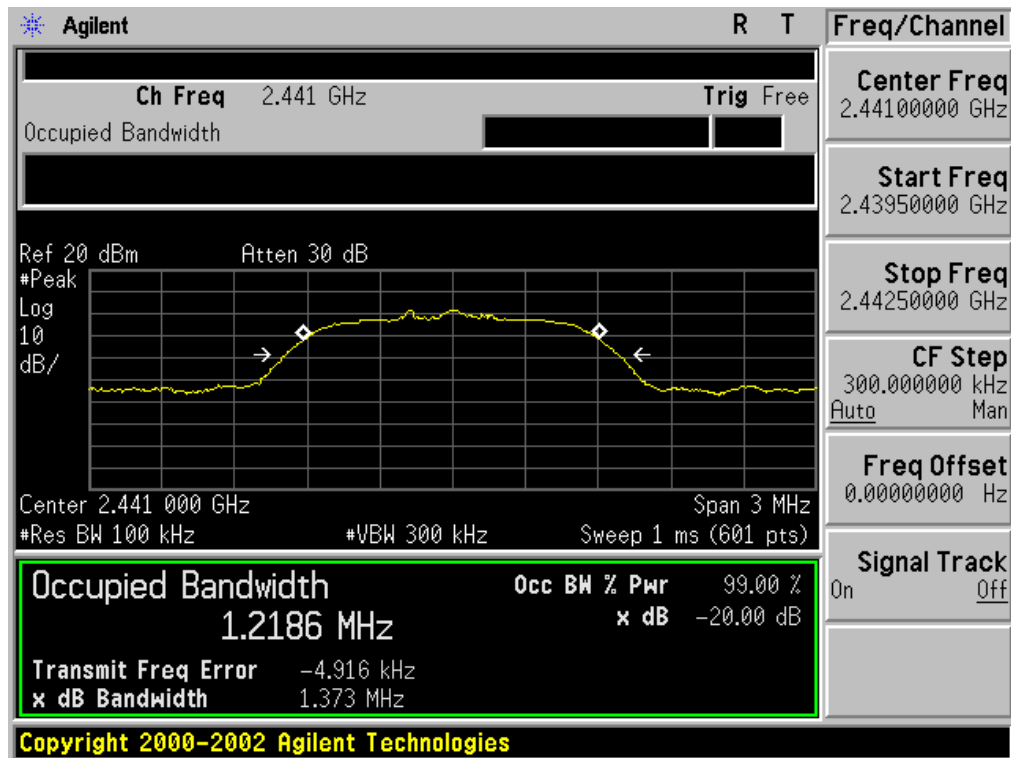 Agilent R T
Ch Freq 2.441 GHz Trig Free
Occupied Bandwidth
Ref 20 dBm Atten 30 dB
#Peak
Log
10
dB/
Center 2.441 000 GHz Span 3 MHz
#Res BW 100 kHz #VBW 300 kHz Sweep 1 ms (601 pts)
Occupied Bandwidth
1.2186 MHz
Occ BW % Pwr 99.00 %
x dB -20.00 dB
Transmit Freq Error -4.916 kHz
x dB Bandwidth 1.373 MHz
Copyright 2000-2002 Agilent Technologies
Freq/Channel
Center Freq
2.44100000 GHz
Start Freq
2.43950000 GHz
Stop Freq
2.44250000 GHz
CF Step
300.000000 kHz
Auto Man
Freq Offset
0.00000000 Hz
Signal Track
On Off